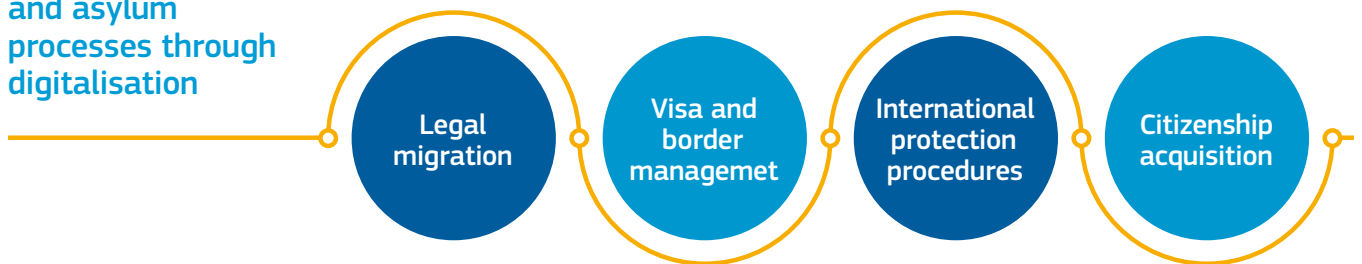 and asylum
processes through
digitalisation
Legal
migration
Visa and
border
managemet
International
protection
procedures
Citizenship
acquisition